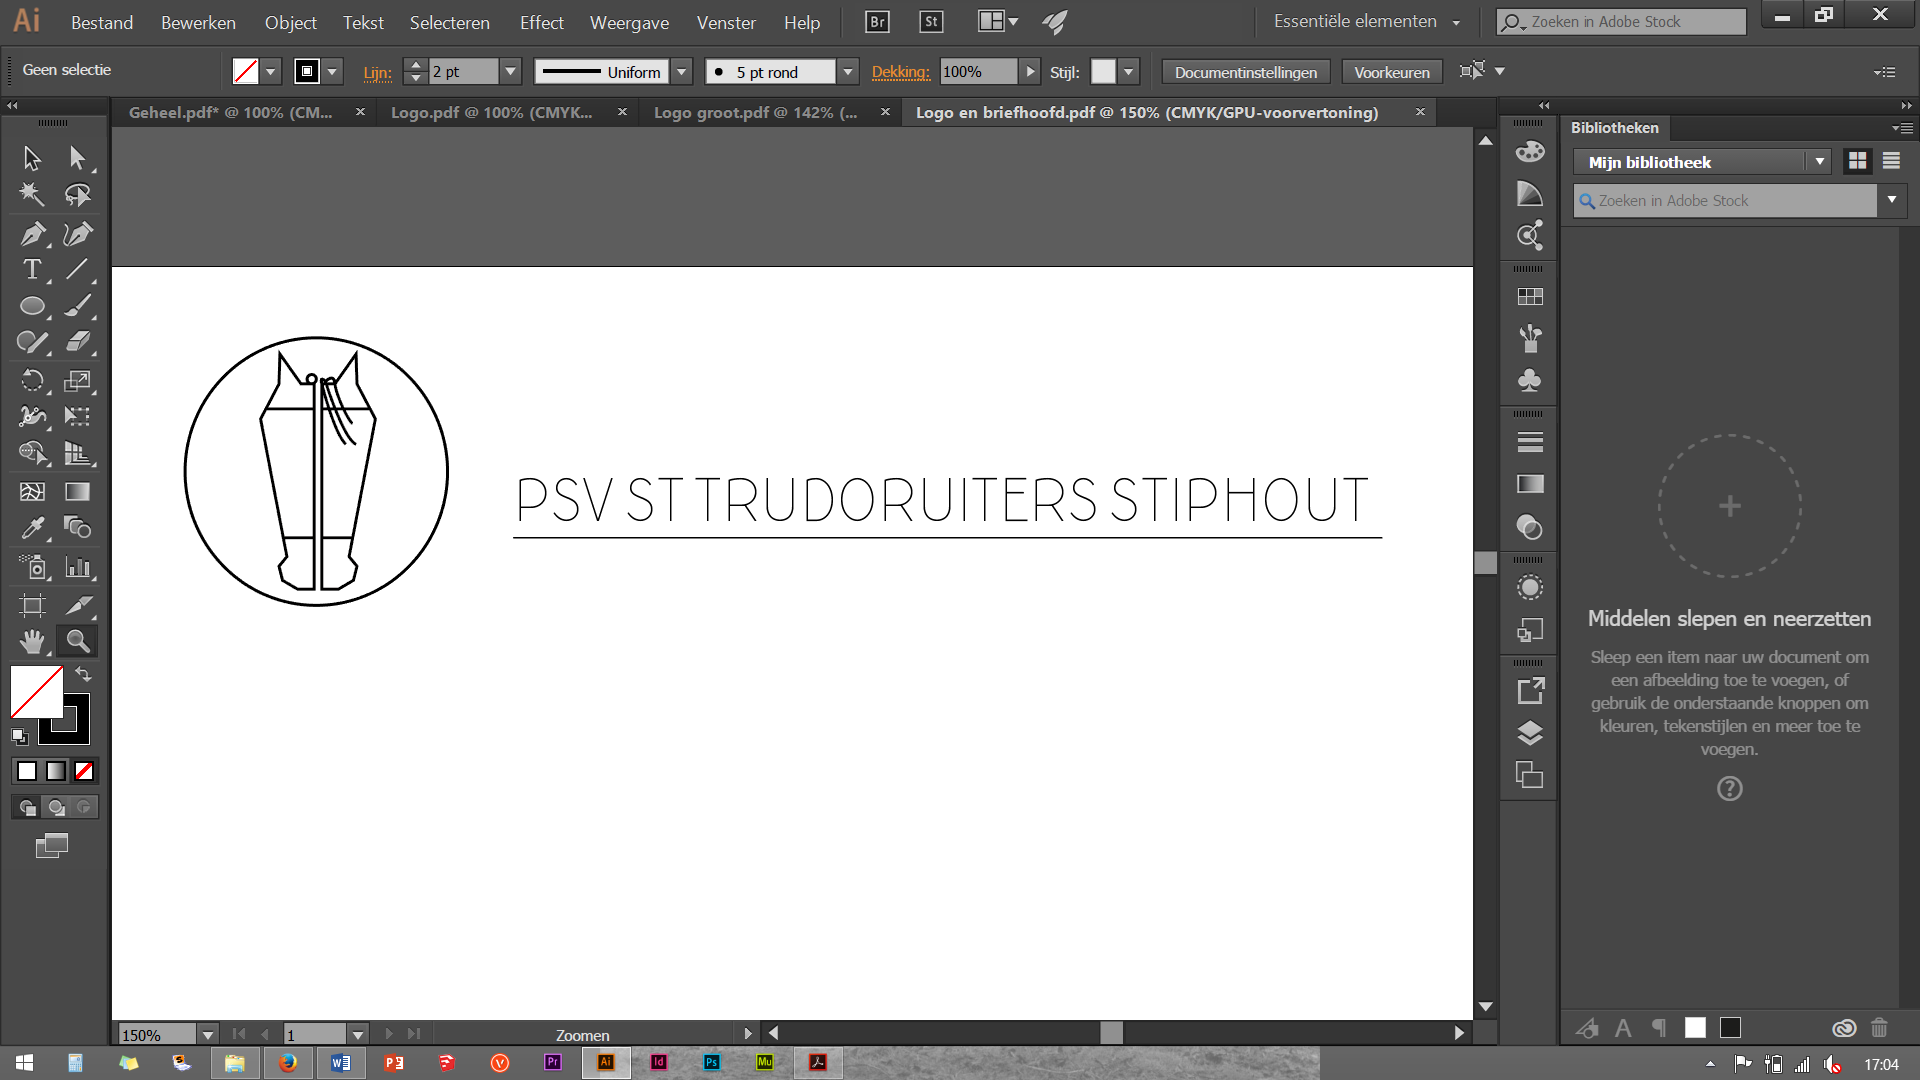 Ai Bestand Bewerken Object Tekst Selecteren Effect Weergave Venster Help Br St Essentiële elementen Zoeken in Adobe Stock
Geen selectie Lijn: 2 pt Uniform 5 pt rond Dekking: 100% Stijl: Documentinstellingen Voorkeuren
Geheel.pdf* @ 100% (CM... Logo.pdf @ 100% (CMYK... Logo groot.pdf @ 142% (... Logo en briefhoofd.pdf @ 150% (CMYK/GPU-voorvertoning)
Bibliotheken
Mijn bibliotheek
Zoeken in Adobe Stock
PSV ST TRUDORUITERS STIPHOUT
Middelen slepen en neerzetten
Sleep een item naar uw document om
een afbeelding toe te voegen, of
gebruik de onderstaande knoppen om
kleuren, tekenstijlen en meer toe te
voegen.
150% 1 Zoomen
Pr Ai Id Ps Mu 17:04